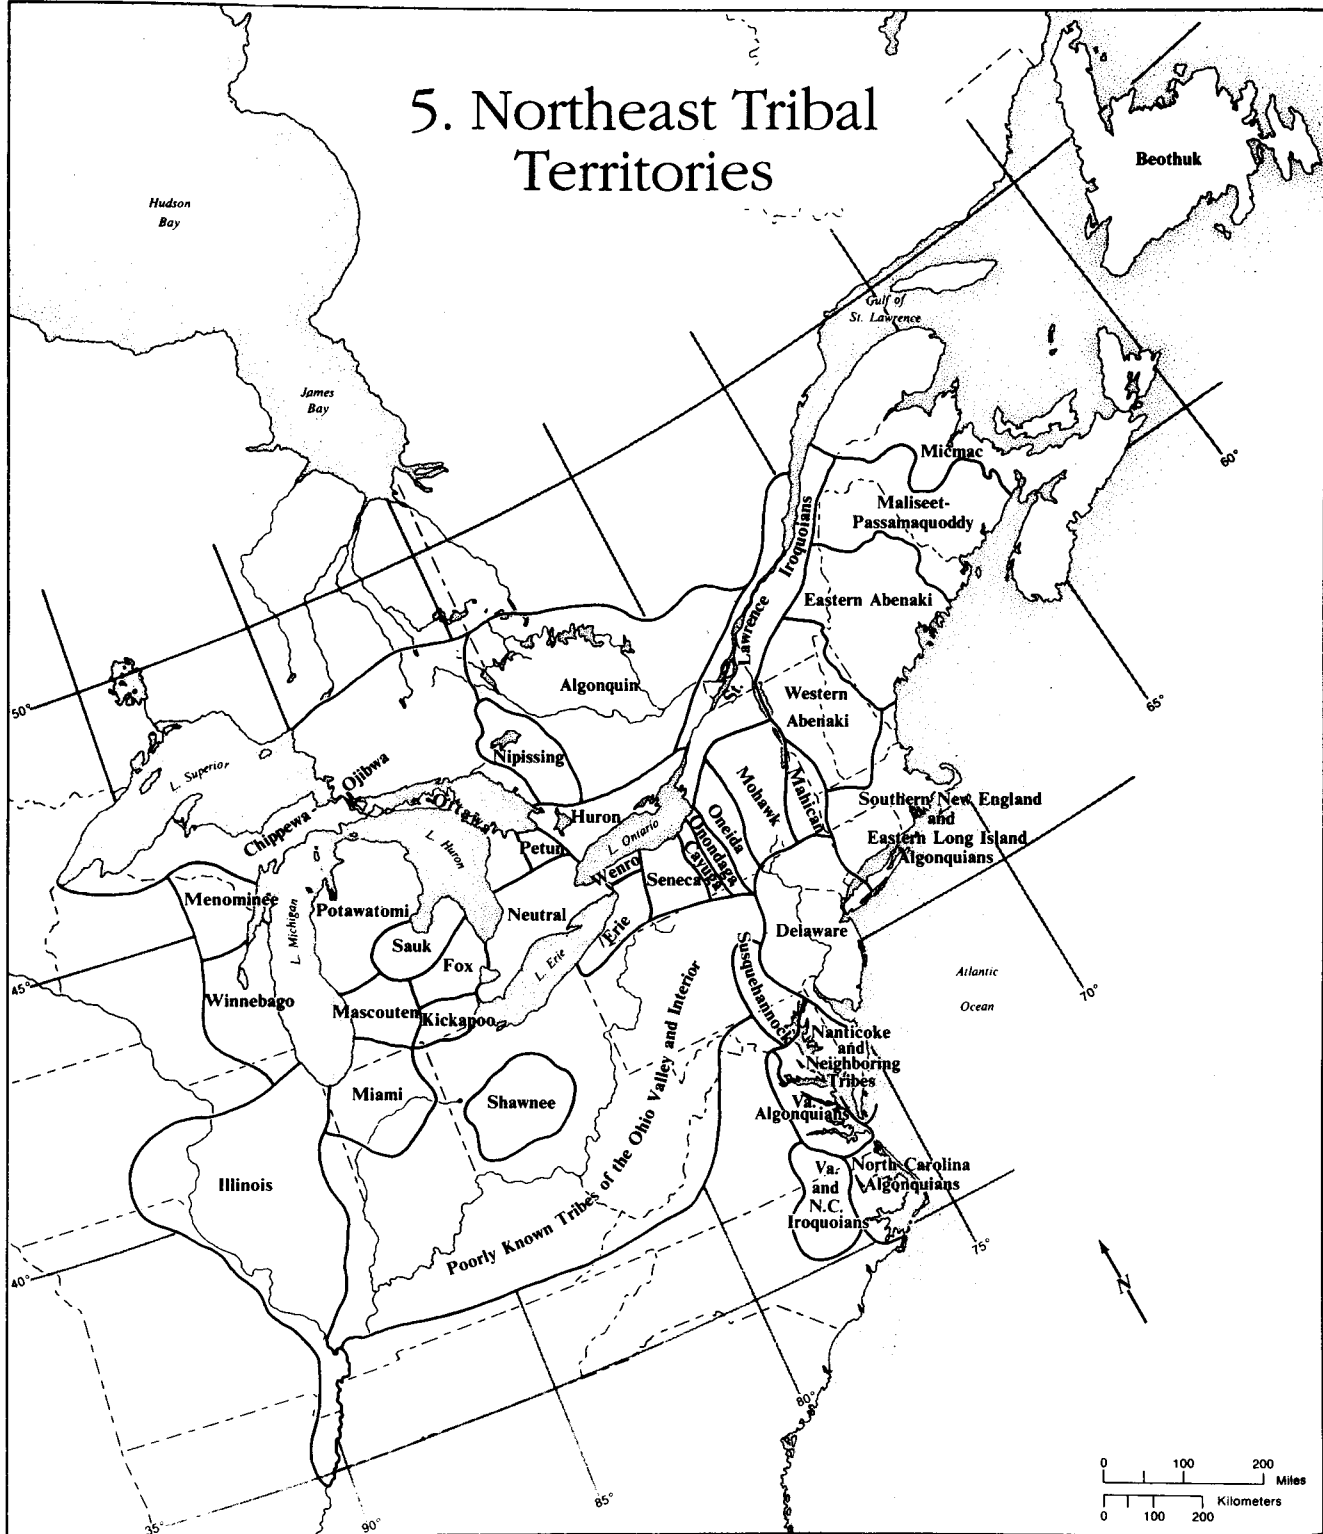 5. Northeast Tribal
Territories
Beothuk
Hudson
Bay
Gulf of
St. Lawrence
James
Bay
Micmac
60°
Maliseet-
Passamaquoddy
St. Lawrence Iroquoians
Eastern Abenaki
Algonquin
Western
Abenaki
65°
50°
Nipissing
L. Superior
Chippewa Ojibwa
Ottawa
Mohawk
Mahican
Southern New England
and
Eastern Long Island
Algonquians
Huron
L. Ontario
Oneida
Onondaga
Cayuga
L. Huron
Petun
Wenro
Seneca
Menominee
L. Michigan
Potawatomi
Neutral
Erie
Delaware
Sauk
Fox
L. Erie
Susquehannock
Atlantic
Ocean
70°
45°
Winnebago
Mascouten
Kickapoo
Nanticoke
and
Neighboring
Tribes
Miami
Shawnee
Va.
Algonquians
Poorly Known Tribes of the Ohio Valley and Interior
Illinois
Va.
and
N.C.
Iroquoians
North Carolina
Algonquians
75°
40°
N
80°
85°
90°
35°
0 100 200
Miles
Kilometers
0 100 200